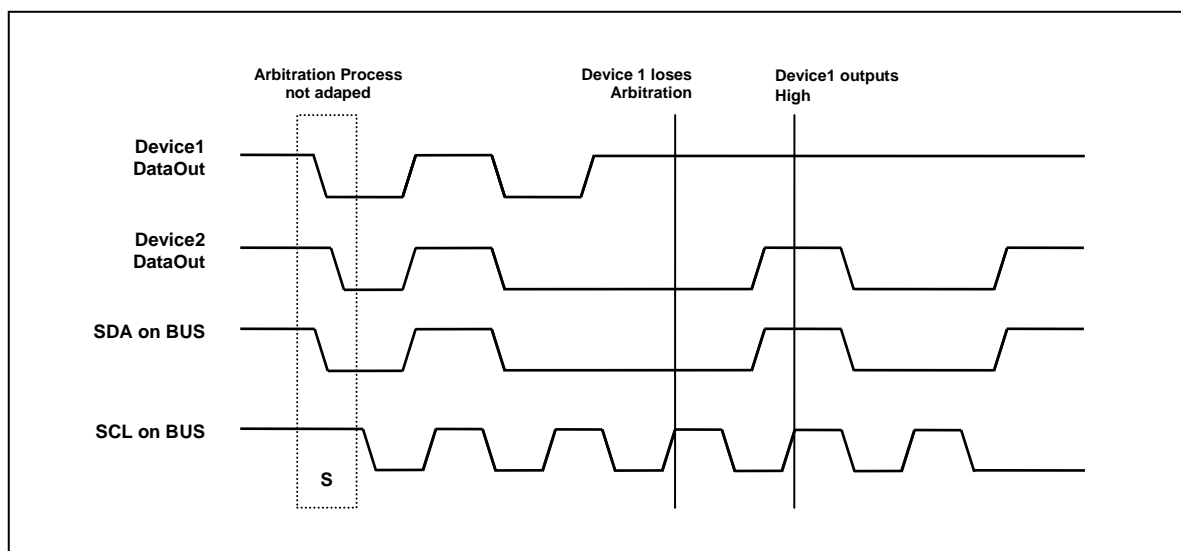 Arbitration Process
not adaped
Device 1 loses
Arbitration
Device1 outputs
High
Device1
DataOut
Device2
DataOut
SDA on BUS
SCL on BUS
S